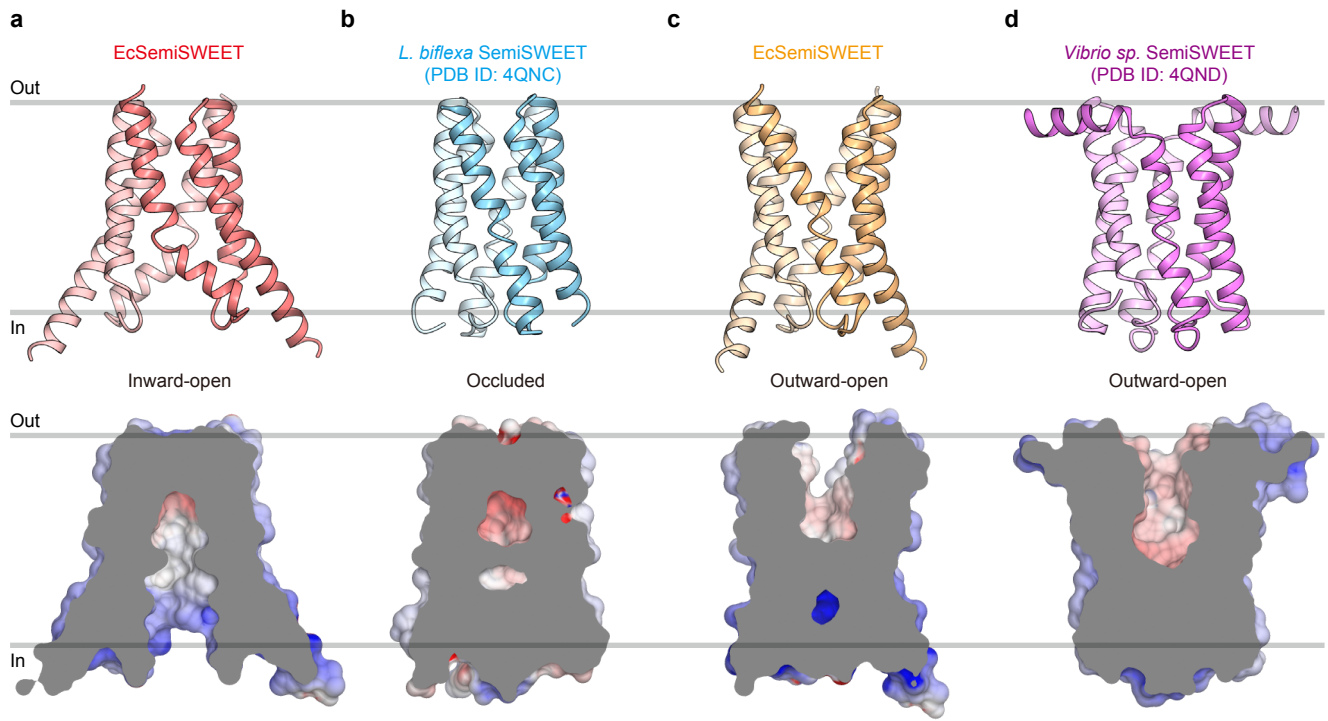 a
b
c
d
EcSemiSWEET
L. biflexa SemiSWEET
(PDB ID: 4QNC)
EcSemiSWEET
Vibrio sp. SemiSWEET
(PDB ID: 4QND)
Out
In
Inward-open
Occluded
Outward-open
Outward-open
Out
In